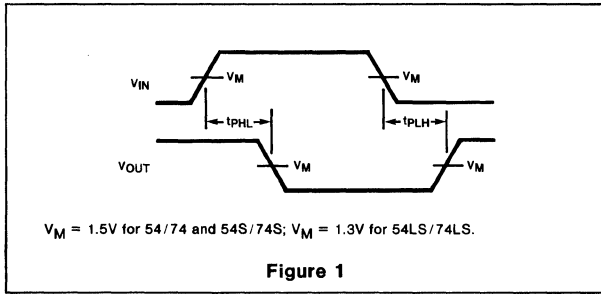 VIN
VM
VM
tPHL
tPLH
VOUT
VM
VM
VM = 1.5V for 54/74 and 54S/74S; VM = 1.3V for 54LS/74LS.
Figure 1